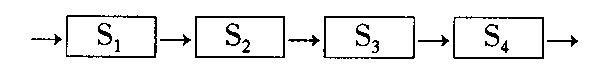 → S₁ → S₂ → S₃ → S₄ →